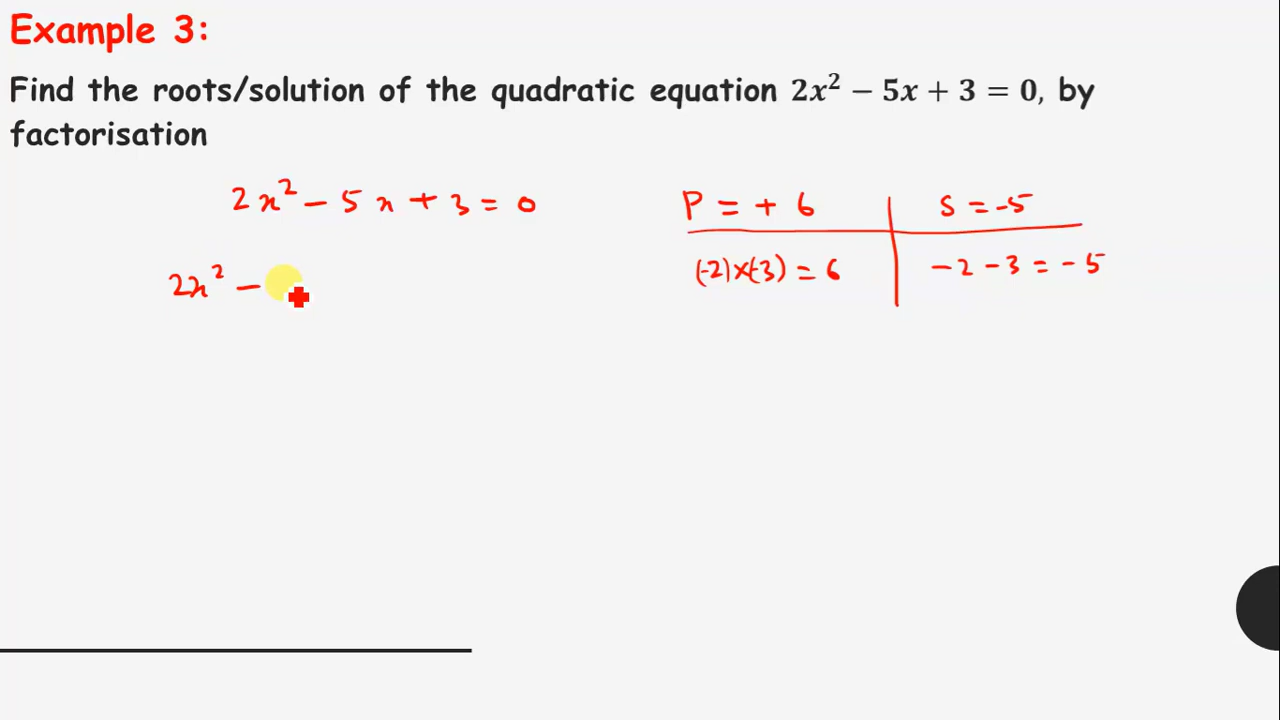 Example 3:
Find the roots/solution of the quadratic equation 2x² − 5x + 3 = 0, by
factorisation
2x² − 5x + 3 = 0
P = + 6 S = -5
(-2)×(-3) = 6 − 2 − 3 = − 5
2x² −